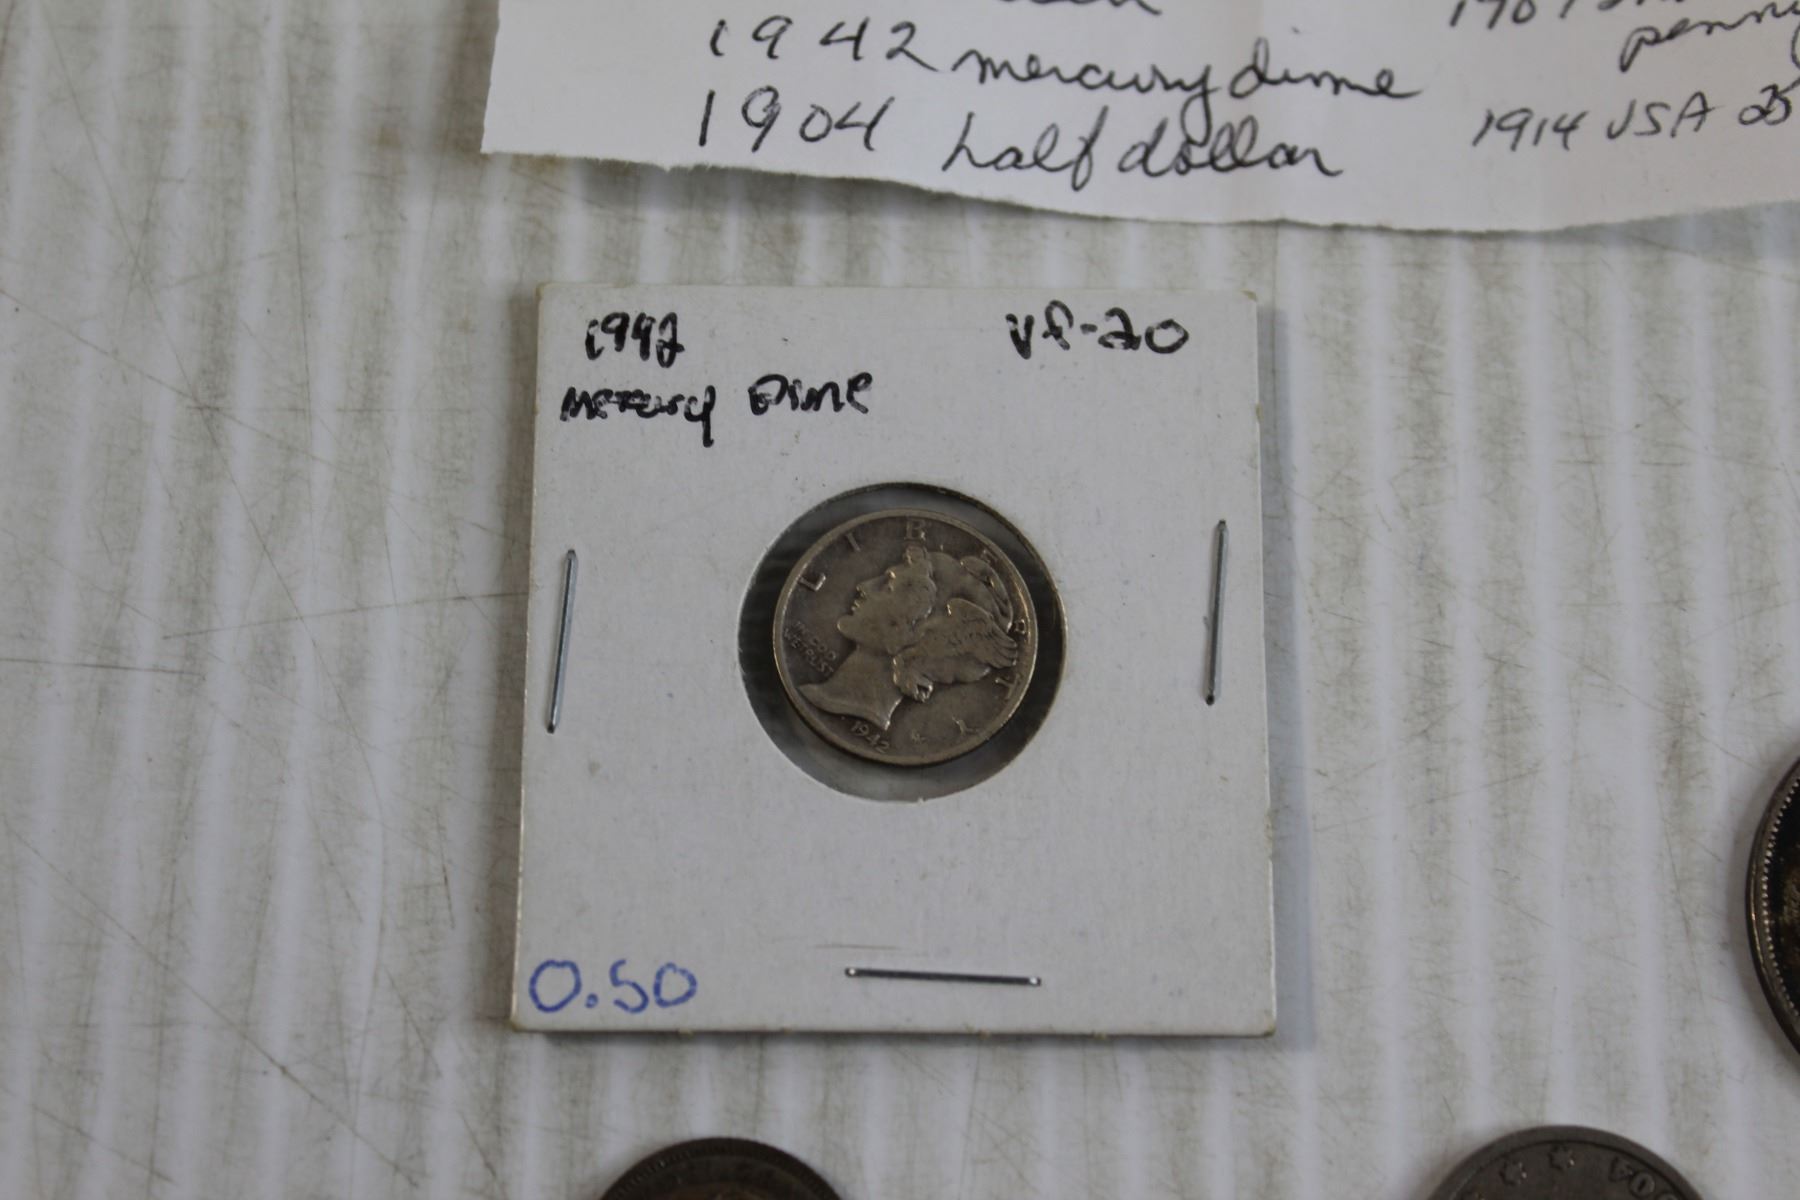 1942 mercury dime
1904 half dollar
penny
1914 USA 25
1942
Mercury Dime
VF-20
LIBERTY
IN GOD
WE TRUST
1942
0.50